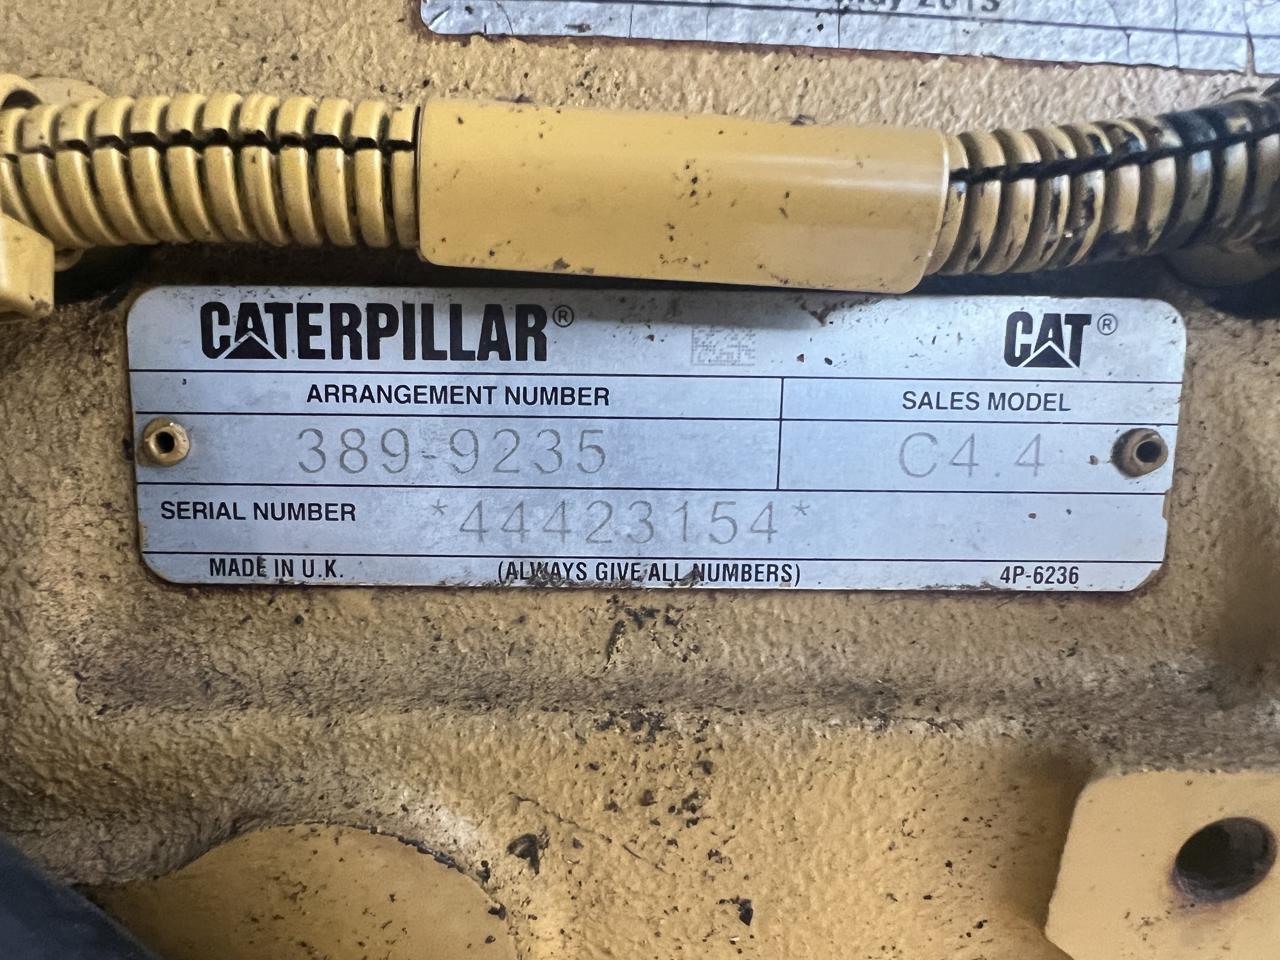 2013
CATERPILLAR® CAT®
ARRANGEMENT NUMBER SALES MODEL
389-9235 C4.4
SERIAL NUMBER *44423154*
MADE IN U.K. (ALWAYS GIVE ALL NUMBERS) 4P-6236